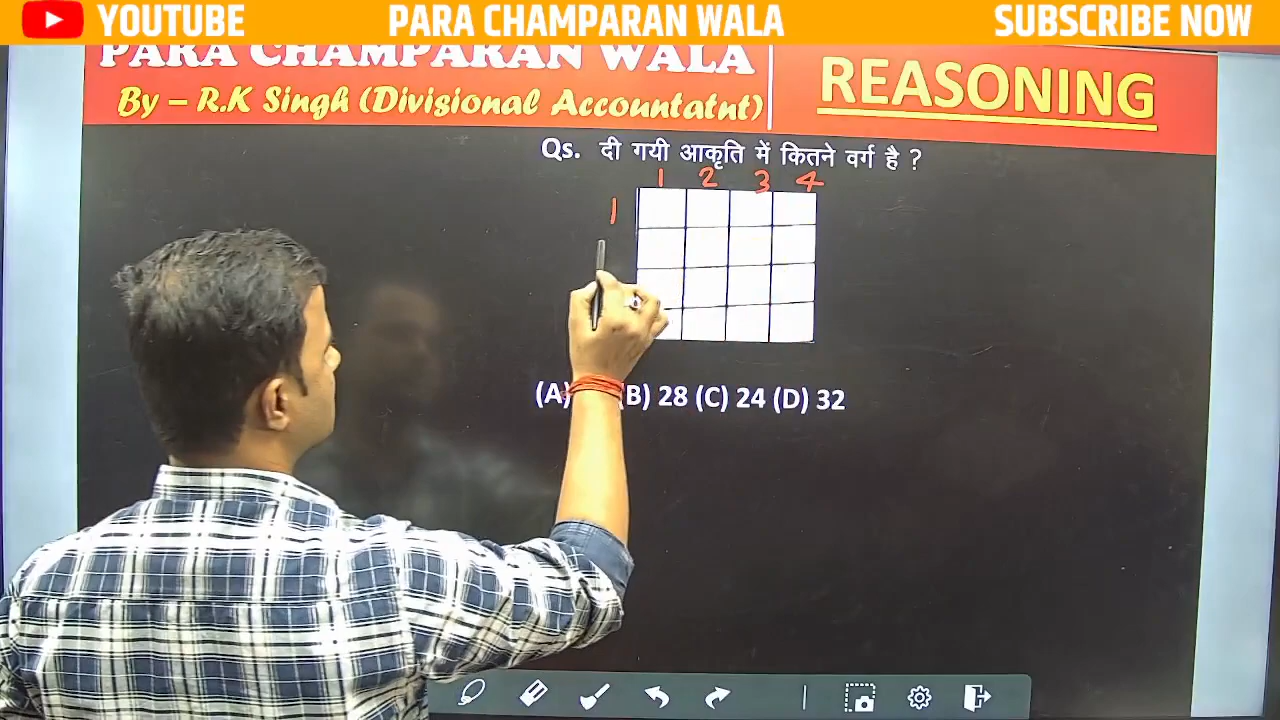 YOUTUBE PARA CHAMPARAN WALA SUBSCRIBE NOW
PARA CHAMPARAN WALA
REASONING
By – R.K Singh (Divisional Accountatnt)
Qs. दी गयी आकृति में कितने वर्ग है ?
1 2 3 4
1
(A) (B) 28 (C) 24 (D) 32